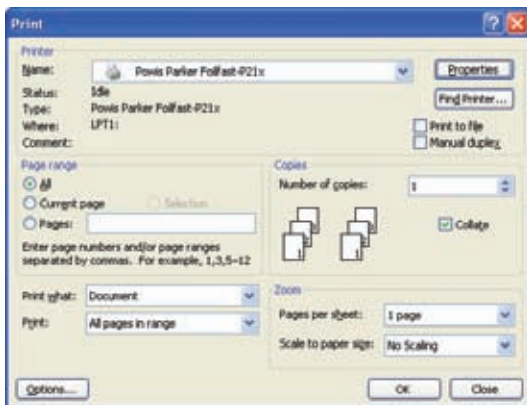 Print
Printer
Name: Powis Parker Foilfast-P21x
Properties
Status: Idle
Find Printer...
Type: Powis Parker Foilfast-P21x
Where: LPT1:
Print to file
Comment:
Manual duplex
Page range
All
Current page
Selection
Pages:
Enter page numbers and/or page ranges
separated by commas. For example, 1,3,5-12
Copies
Number of copies: 1
Collate
Print what: Document
Print: All pages in range
Zoom
Pages per sheet: 1 page
Scale to paper size: No Scaling
Options...
OK
Close